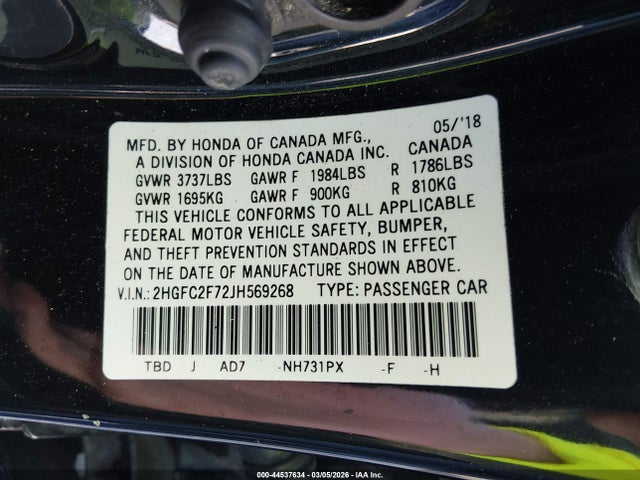 05/'18
MFD. BY HONDA OF CANADA MFG., CANADA
A DIVISION OF HONDA CANADA INC.
GVWR 3737LBS GAWR F 1984LBS R 1786LBS
GVWR 1695KG GAWR F 900KG R 810KG
THIS VEHICLE CONFORMS TO ALL APPLICABLE
FEDERAL MOTOR VEHICLE SAFETY, BUMPER,
AND THEFT PREVENTION STANDARDS IN EFFECT
ON THE DATE OF MANUFACTURE SHOWN ABOVE.
V.I.N.: 2HGFC2F72JH569268 TYPE: PASSENGER CAR
TBD J AD7 -NH731PX -F -H
000-44537634 - 03/05/2026 - IAA Inc.